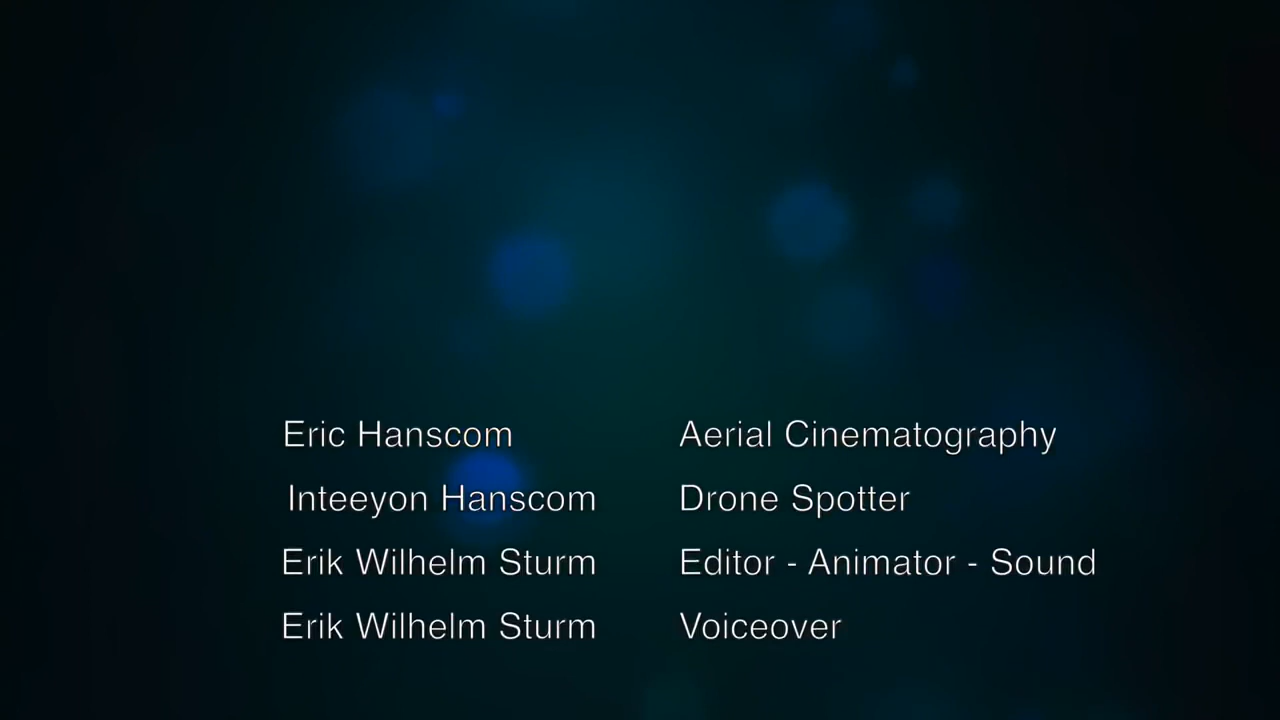 Eric Hanscom Aerial Cinematography
Inteeyon Hanscom Drone Spotter
Erik Wilhelm Sturm Editor - Animator - Sound
Erik Wilhelm Sturm Voiceover